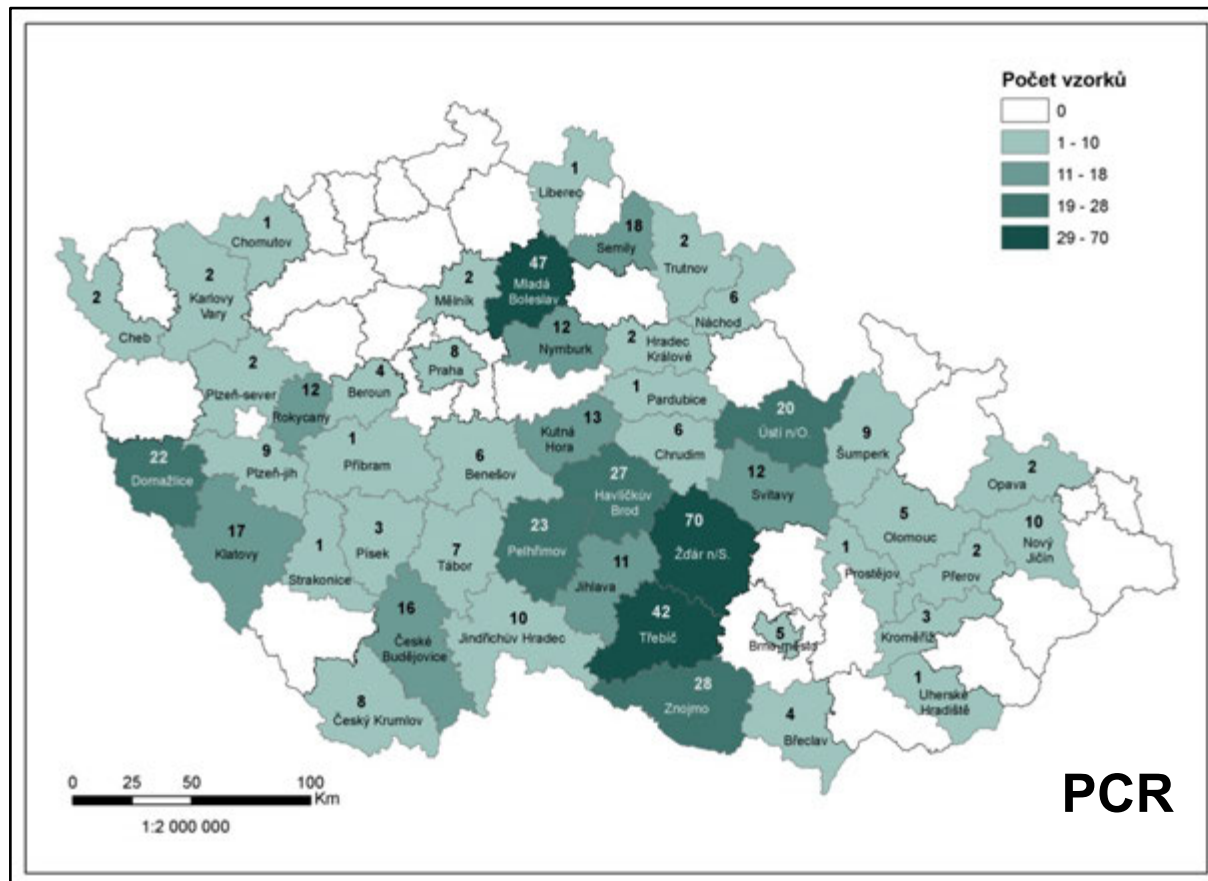 Počet vzorků
0
1 - 10
11 - 18
19 - 28
29 - 70
1
Liberec
1
Chomutov
18
Semily
2
Trutnov
47
Mladá
Boleslav
2
Karlovy
Vary
2
Cheb
2
Mělník
6
Náchod
12
Nymburk
2
Hradec
Králové
8
Praha
2
Plzeň-sever
4
Beroun
12
Rokycany
1
Pardubice
20
Ústí n/O.
13
Kutná
Hora
6
Chrudim
9
Šumperk
22
Domažlice
9
Plzeň-jih
1
Příbram
6
Benešov
27
Havlíčkův
Brod
12
Svitavy
2
Opava
17
Klatovy
1
Strakonice
3
Písek
7
Tábor
23
Pelhřimov
70
Žďár n/S.
5
Olomouc
10
Nový
Jičín
11
Jihlava
1
Prostějov
2
Přerov
16
České
Budějovice
10
Jindřichův Hradec
42
Třebíč
5
Brno-město
3
Kroměříž
8
Český Krumlov
28
Znojmo
4
Břeclav
1
Uherské
Hradiště
0 25 50 100
Km
1:2 000 000
PCR